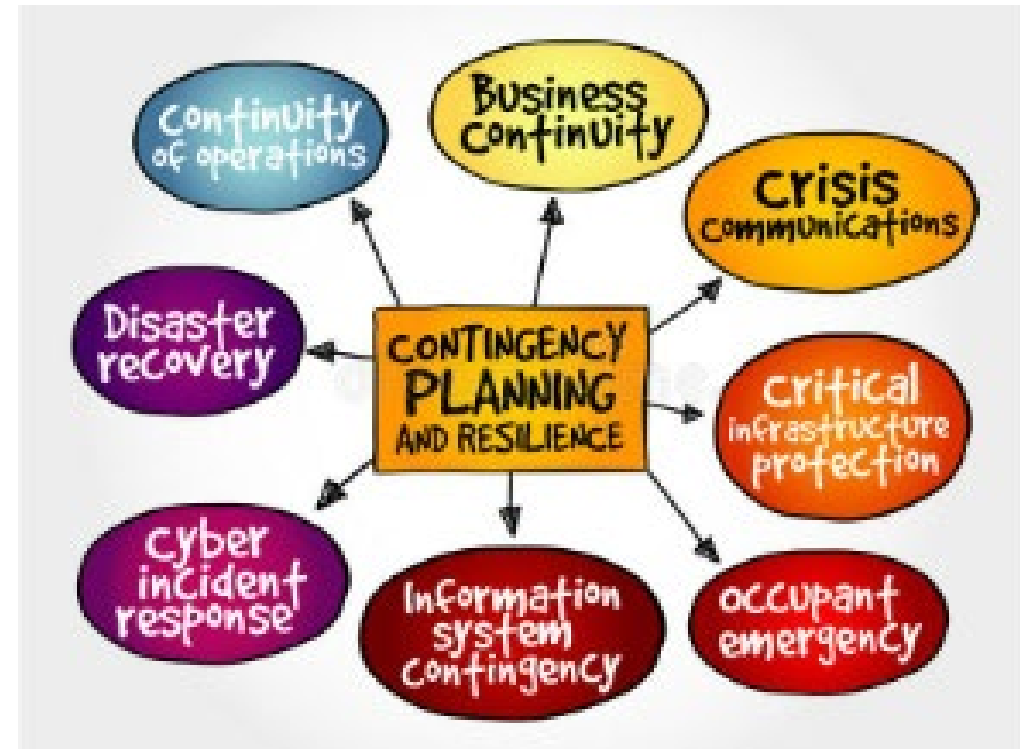 Continuity
of operations
Business
continuity
crisis
communications
Disaster
recovery
CONTINGENCY
PLANNING
AND RESILIENCE
critical
infrastructure
protection
cyber
incident
response
Information
system
contingency
occupant
emergency